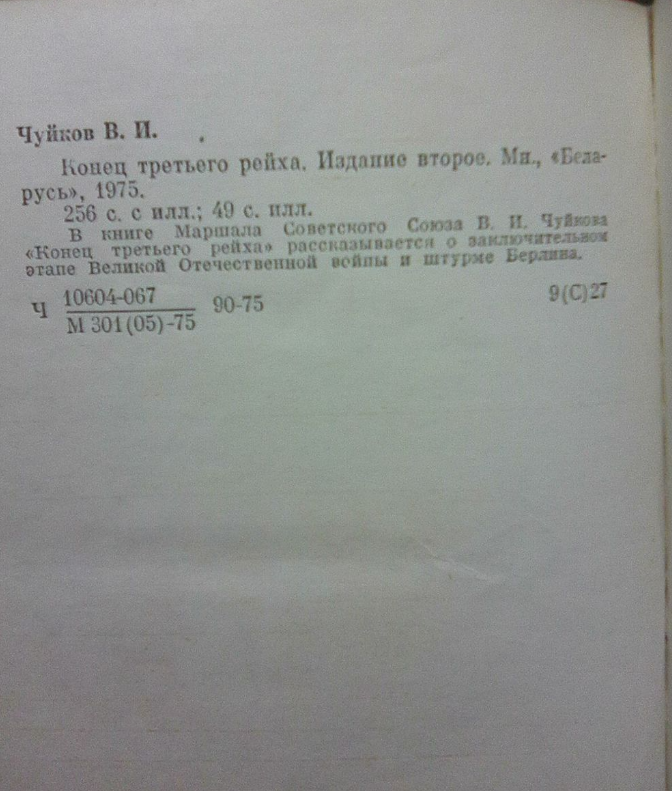 Чуйков В. И.
Конец третьего рейха. Издание второе. Мн., «Бела-
русь», 1975.
256 с. с илл.; 49 с. илл.
В книге Маршала Советского Союза В. И. Чуйкова
«Конец третьего рейха» рассказывается о заключительном
этапе Великой Отечественной войны и штурме Берлина.
Ч 10604-067 90-75 9(С)27
М 301(05)-75